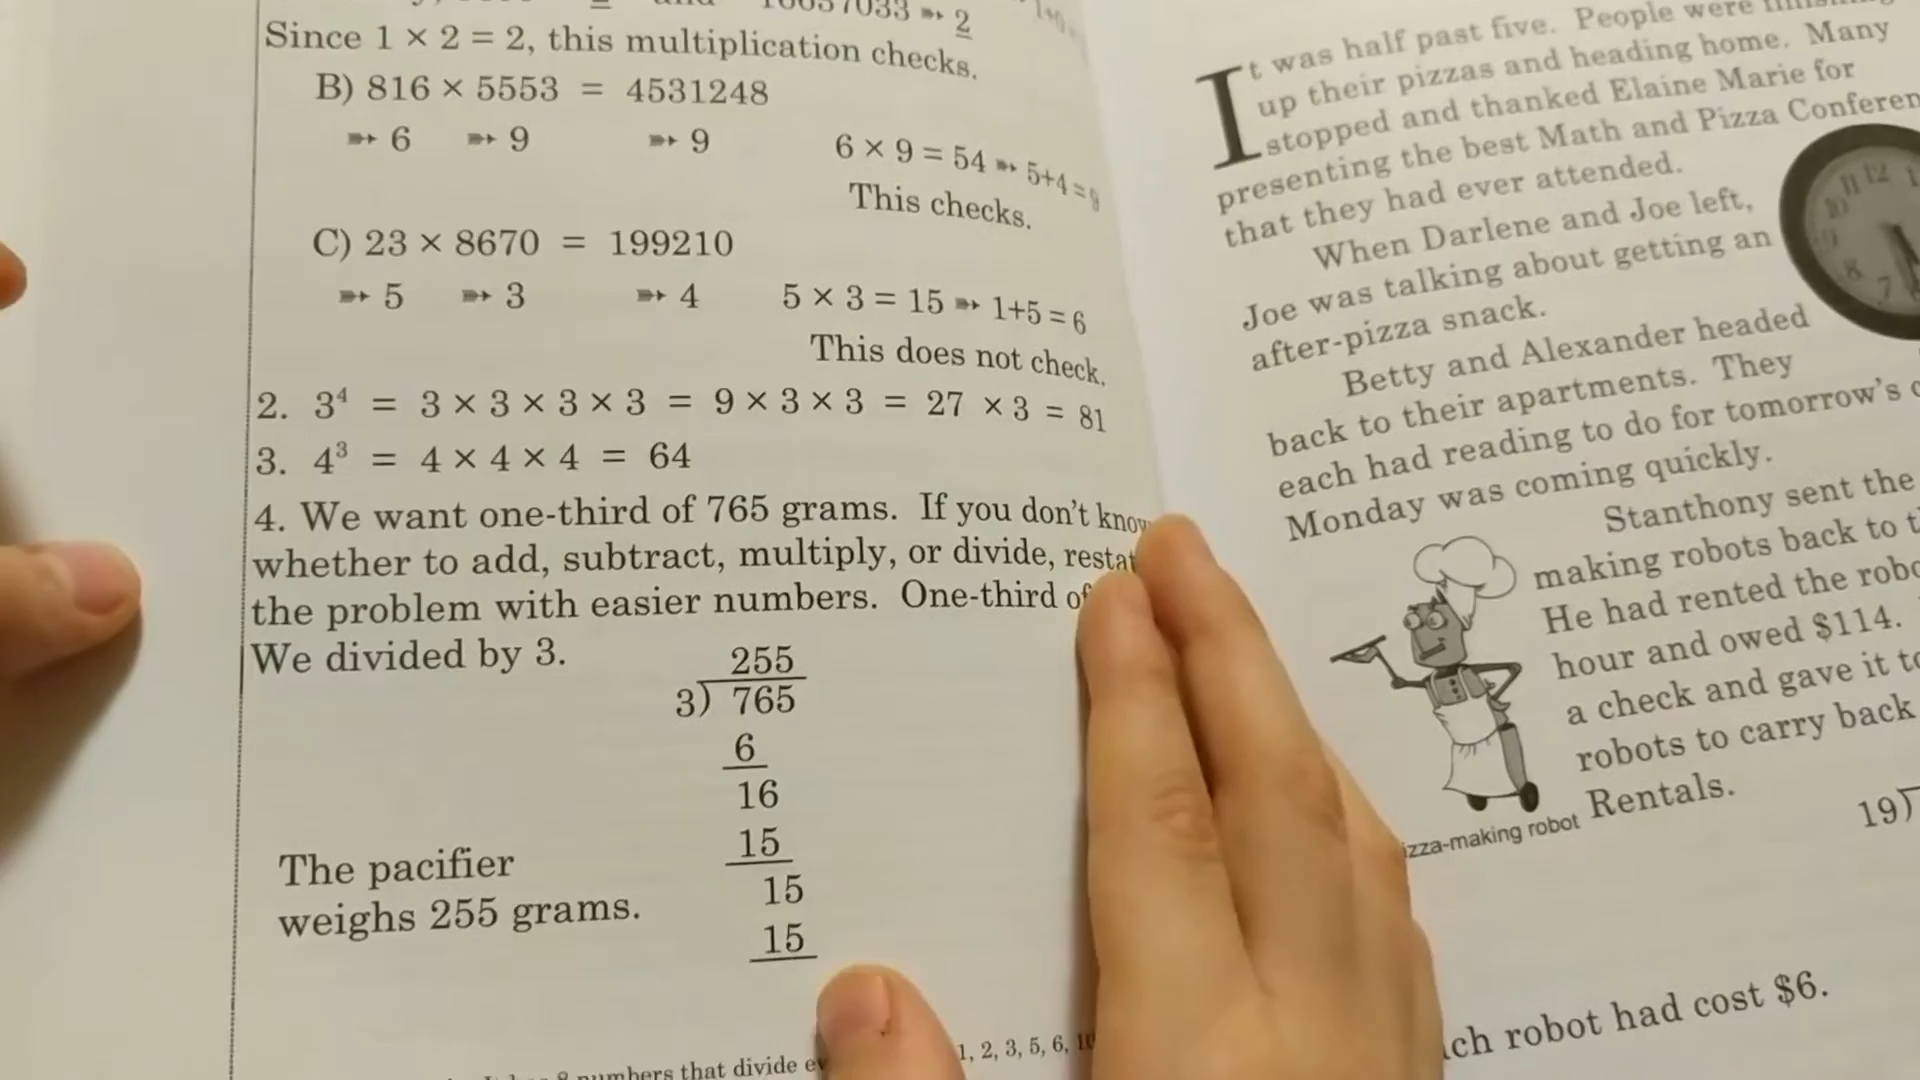 16637033 ➳ 2
Since 1 × 2 = 2, this multiplication checks.
B) 816 × 5553 = 4531248
➳ 6 ➳ 9 ➳ 9 6 × 9 = 54 ➳ 5+4 = 9
This checks.
C) 23 × 8670 = 199210
➳ 5 ➳ 3 ➳ 4 5 × 3 = 15 ➳ 1+5 = 6
This does not check.
2. 3⁴ = 3 × 3 × 3 × 3 = 9 × 3 × 3 = 27 × 3 = 81
3. 4³ = 4 × 4 × 4 = 64
4. We want one-third of 765 grams. If you don't know
whether to add, subtract, multiply, or divide,
the problem with easier numbers. One-third of
We divided by 3.
255
3) 765
6
16
15
15
15
The pacifier
weighs 255 grams.
numbers that divide
1, 2, 3, 5, 6,
It was half past five. People were
up their pizzas and heading home. Many
stopped and thanked Elaine Marie for
presenting the best Math and Pizza
that they had ever attended.
When Darlene and Joe left,
Joe was talking about getting an
after-pizza snack.
Betty and Alexander headed
back to their apartments. They
each had reading to do for tomorrow's
Monday was coming quickly.
Stanthony sent the
making robots back to
He had rented the
hour and owed $114.
a check and gave it to
robots to carry back
Rentals.
izza-making robot
19)
robot had cost $6.
12
11
10
9
8
7